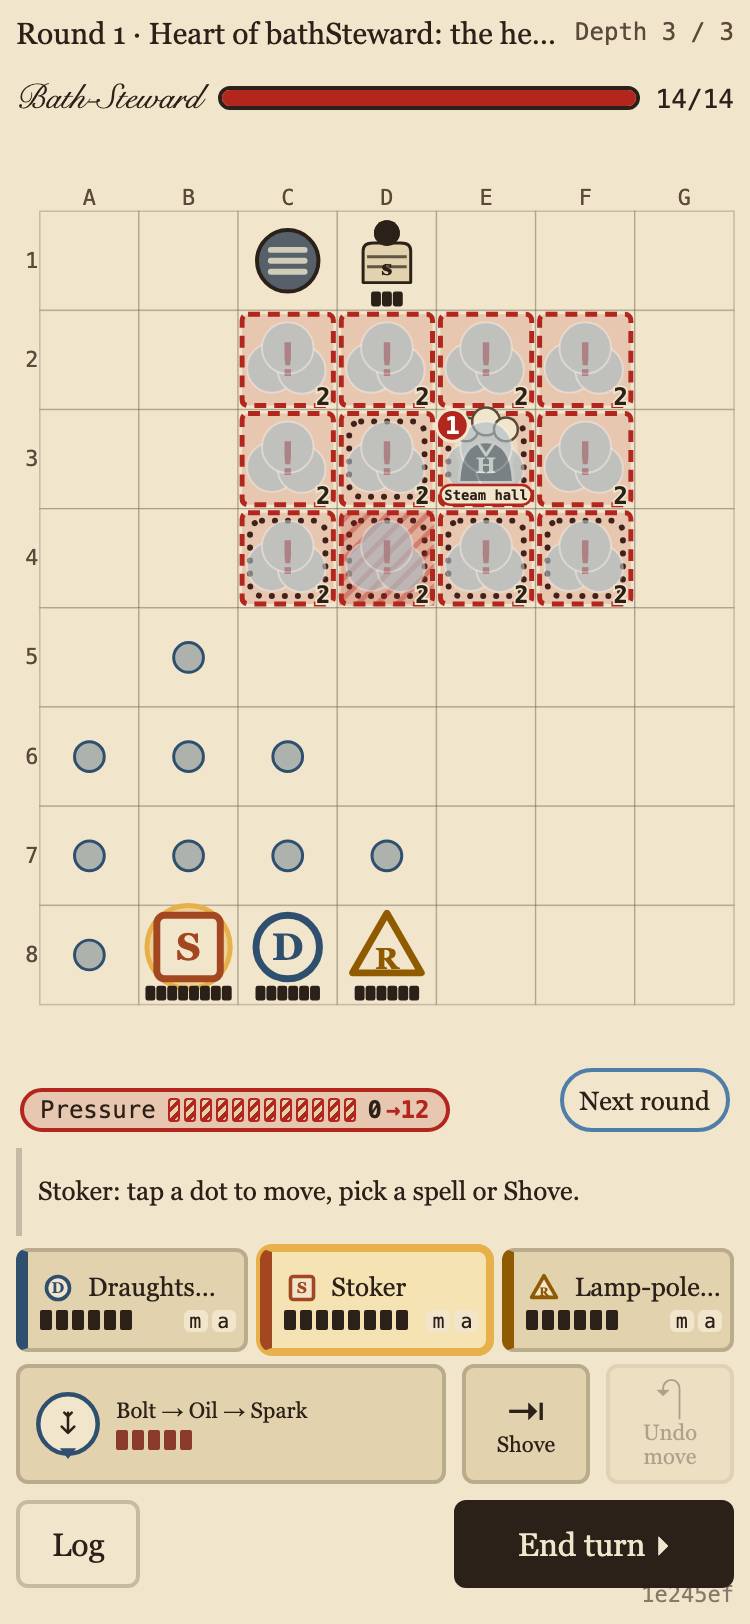 Round 1 · Heart of bathSteward: the he... Depth 3 / 3
Bath-Steward 14/14
A B C D E F G
1 s
2 ! 2 ! 2 ! 2 ! 2
3 ! 2 ! 2 1 H Steam hall ! 2
4 ! 2 ! 2 ! 2 ! 2
5
6
7
8 S D R
Pressure 0→12 Next round
Stoker: tap a dot to move, pick a spell or Shove.
D Draughts... S Stoker R Lamp-pole...
m a m a m a
Bolt → Oil → Spark
Shove
Undo
move
Log End turn
1e245ef